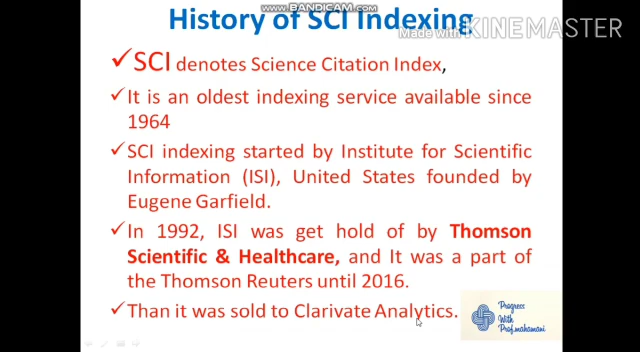 www.BANDICAM.com
History of SCI Indexing
Made with KINEMASTER
✓SCI denotes Science Citation Index,
✓It is an oldest indexing service available since
1964
✓SCI indexing started by Institute for Scientific
Information (ISI), United States founded by
Eugene Garfield.
✓In 1992, ISI was get hold of by Thomson
Scientific & Healthcare, and It was a part of
the Thomson Reuters until 2016.
✓Than it was sold to Clarivate Analytics.
Progress
With
Prof.mahamani